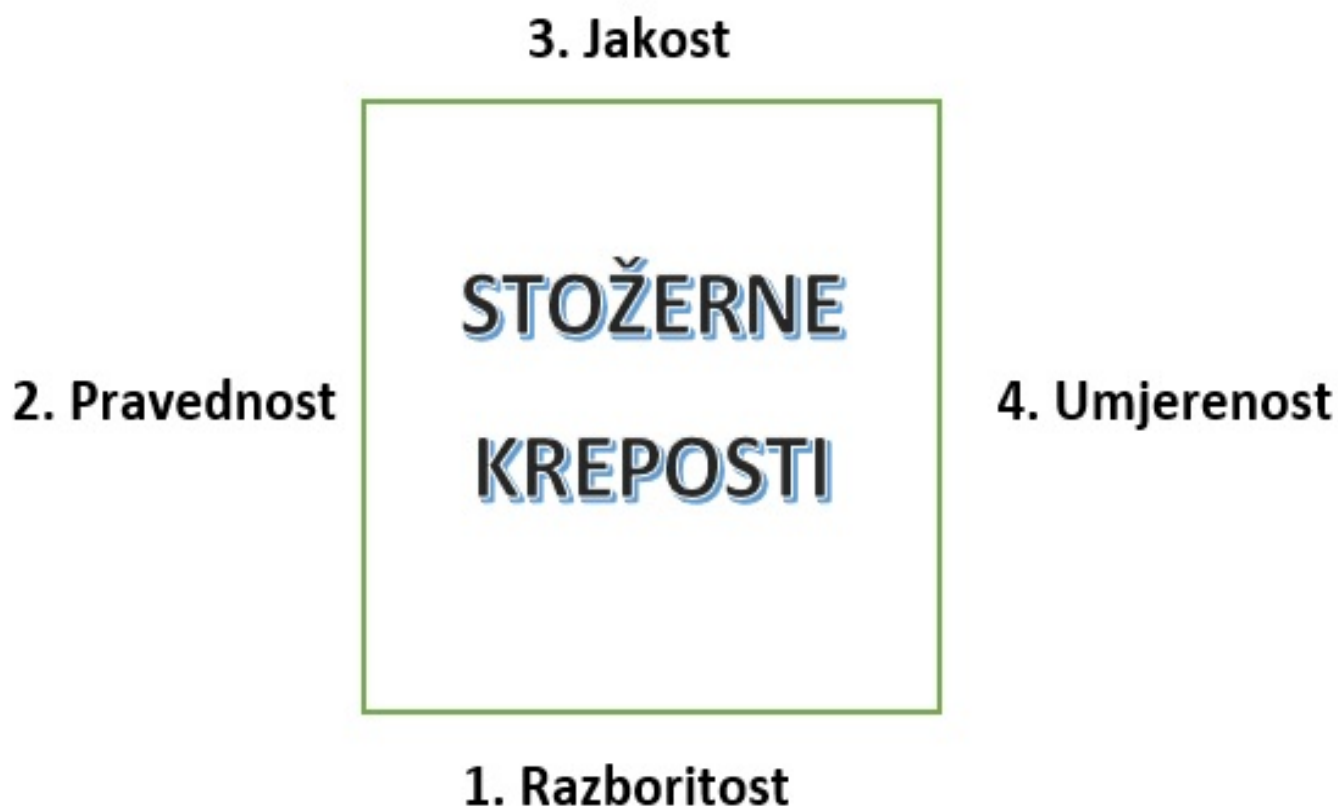 3. Jakost
STOŽERNE
2. Pravednost
4. Umjerenost
KREPOSTI
1. Razboritost